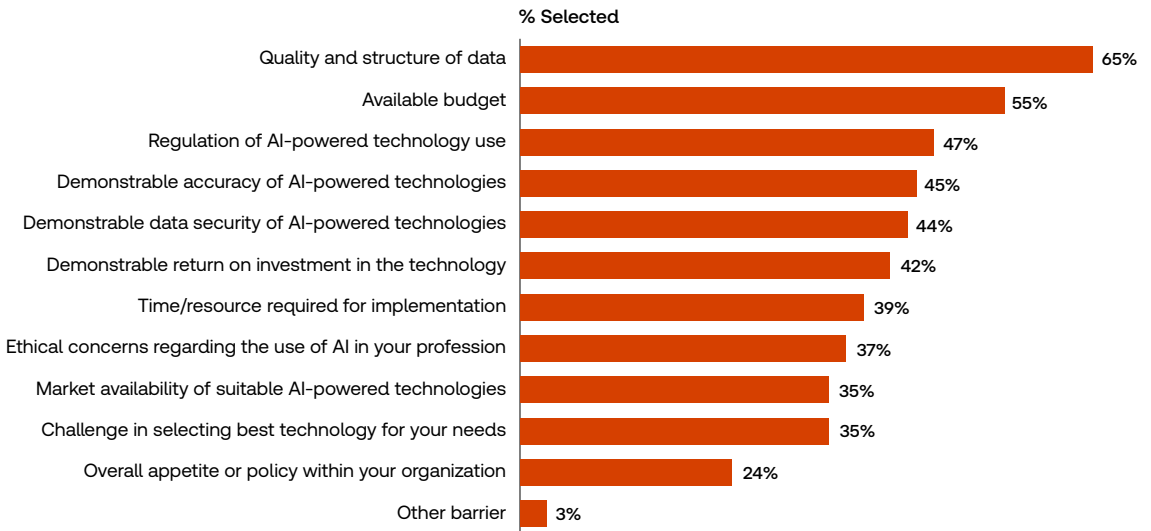 % Selected
Quality and structure of data 65%
Available budget 55%
Regulation of AI-powered technology use 47%
Demonstrable accuracy of AI-powered technologies 45%
Demonstrable data security of AI-powered technologies 44%
Demonstrable return on investment in the technology 42%
Time/resource required for implementation 39%
Ethical concerns regarding the use of AI in your profession 37%
Market availability of suitable AI-powered technologies 35%
Challenge in selecting best technology for your needs 35%
Overall appetite or policy within your organization 24%
Other barrier 3%